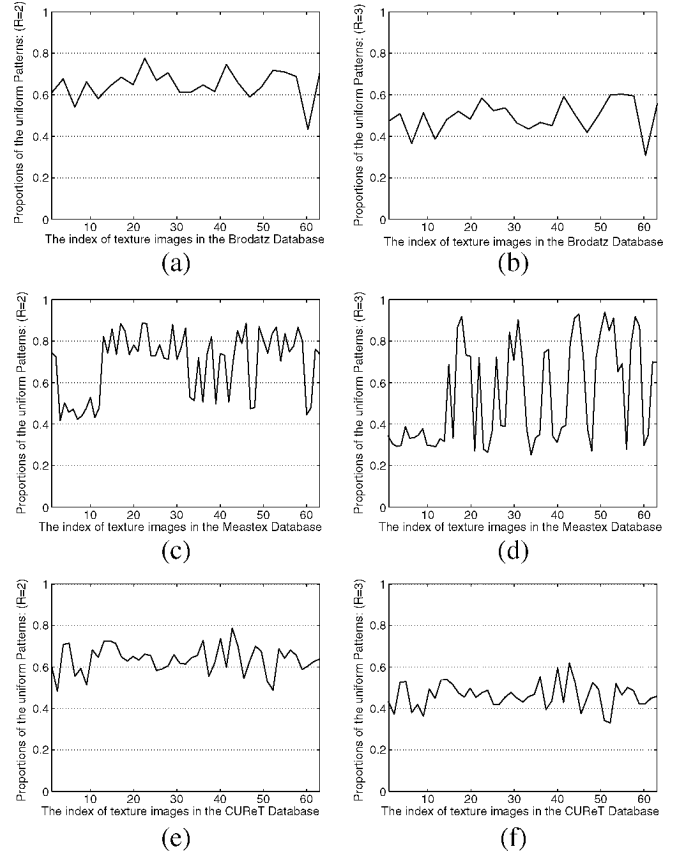 Proportions of the uniform Patterns: (R=2)
1
0.8
0.6
0.4
0.2
0
10 20 30 40 50 60
The index of texture images in the Brodatz Database
(a)
Proportions of the uniform Patterns: (R=3)
1
0.8
0.6
0.4
0.2
0
10 20 30 40 50 60
The index of texture images in the Brodatz Database
(b)
Proportions of the uniform Patterns: (R=2)
1
0.8
0.6
0.4
0.2
0
10 20 30 40 50 60
The index of texture images in the Meastex Database
(c)
Proportions of the uniform Patterns: (R=3)
1
0.8
0.6
0.4
0.2
0
10 20 30 40 50 60
The index of texture images in the Meastex Database
(d)
Proportions of the uniform Patterns: (R=2)
1
0.8
0.6
0.4
0.2
0
10 20 30 40 50 60
The index of texture images in the CUReT Database
(e)
Proportions of the uniform Patterns: (R=3)
1
0.8
0.6
0.4
0.2
0
10 20 30 40 50 60
The index of texture images in the CUReT Database
(f)